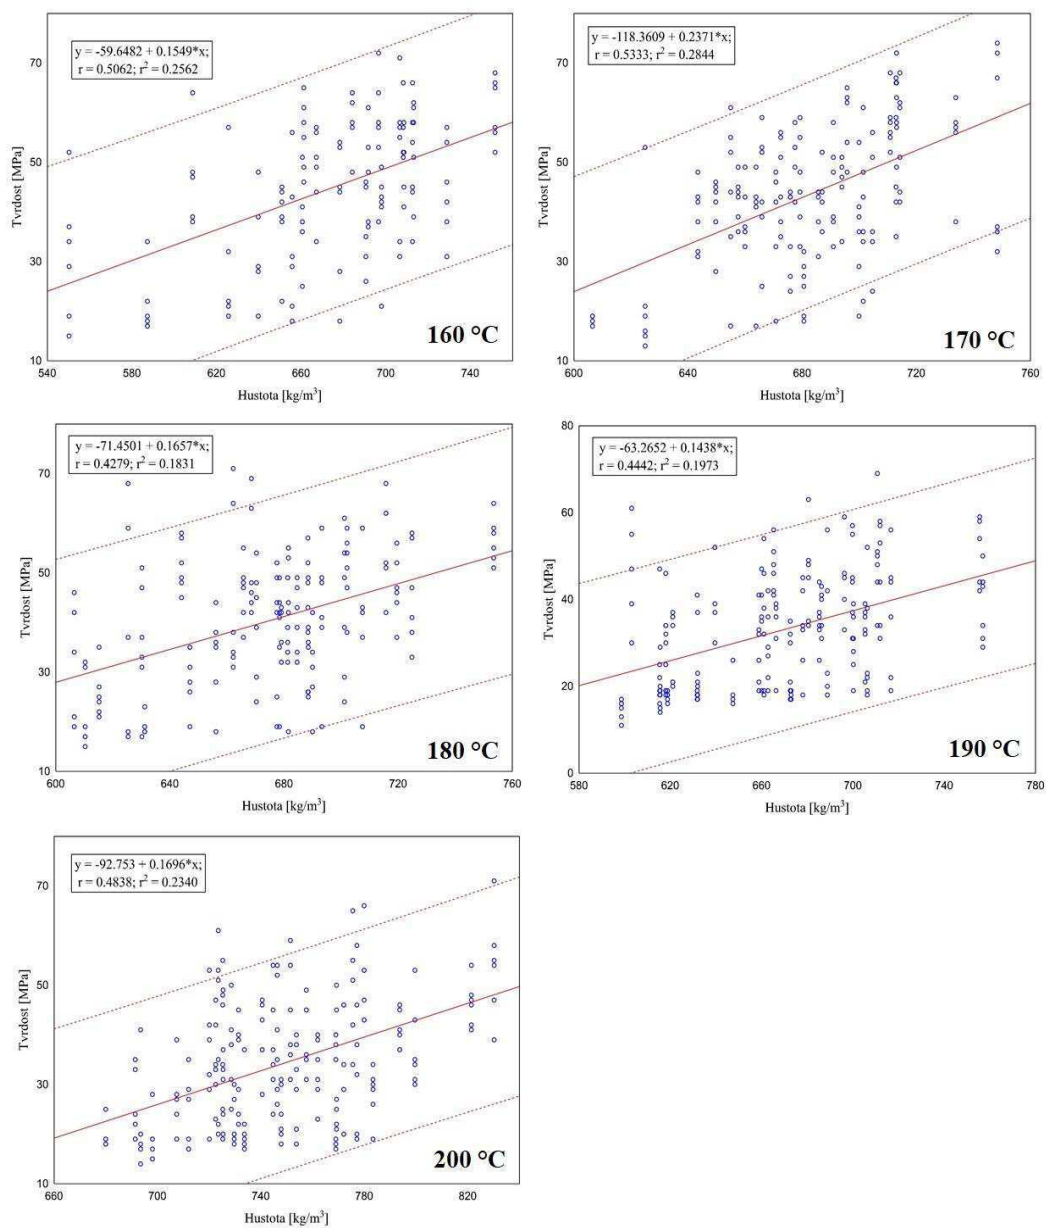 y = -59.6482 + 0.1549*x;
r = 0.5062; r² = 0.2562
70
50
30
10
Tvrdost [MPa]
160 °C
540 580 620 660 700 740
Hustota [kg/m³]
y = -118.3609 + 0.2371*x;
r = 0.5333; r² = 0.2844
70
50
30
10
Tvrdost [MPa]
170 °C
600 640 680 720 760
Hustota [kg/m³]
y = -71.4501 + 0.1657*x;
r = 0.4279; r² = 0.1831
70
50
30
10
Tvrdost [MPa]
180 °C
600 640 680 720 760
Hustota [kg/m³]
y = -63.2652 + 0.1438*x;
r = 0.4442; r² = 0.1973
80
60
40
20
0
Tvrdost [MPa]
190 °C
580 620 660 700 740 780
Hustota [kg/m³]
y = -92.753 + 0.1696*x;
r = 0.4838; r² = 0.2340
70
50
30
10
Tvrdost [MPa]
200 °C
660 700 740 780 820
Hustota [kg/m³]